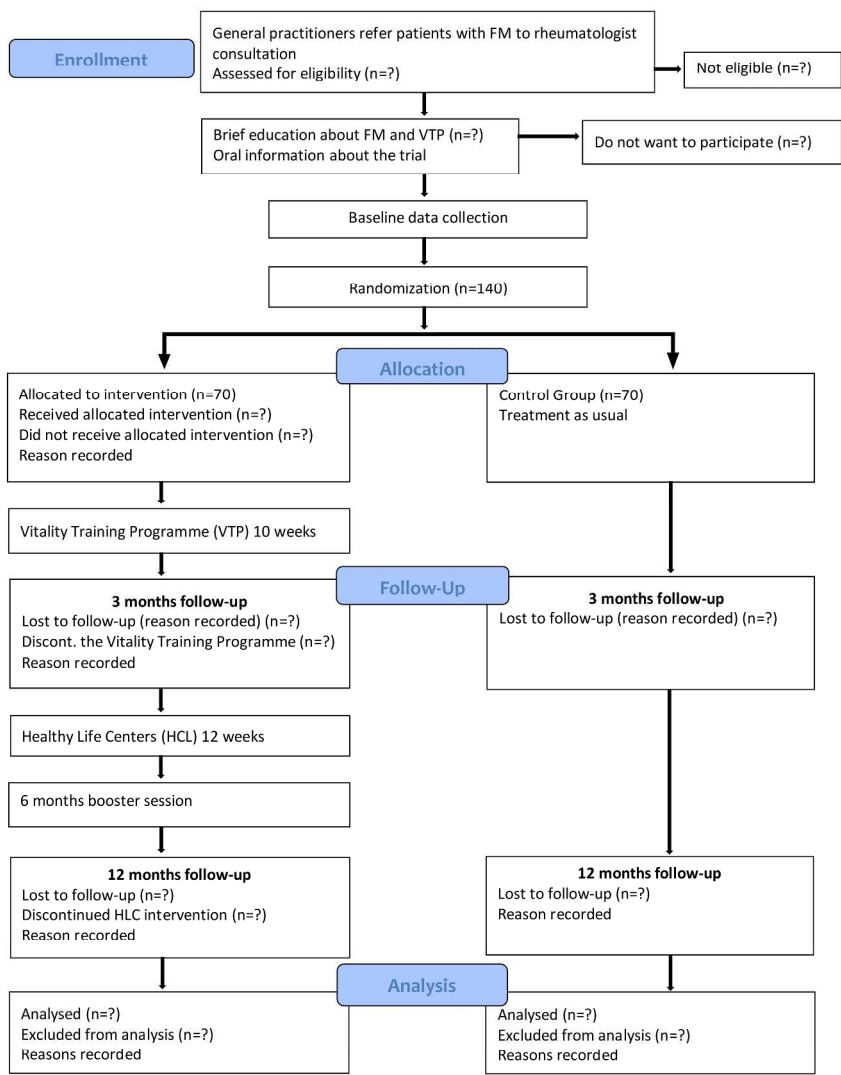 Enrollment
General practitioners refer patients with FM to rheumatologist
consultation
Assessed for eligibility (n=?)
Not eligible (n=?)
Brief education about FM and VTP (n=?)
Oral information about the trial
Do not want to participate (n=?)
Baseline data collection
Randomization (n=140)
Allocation
Allocated to intervention (n=70)
Received allocated intervention (n=?)
Did not receive allocated intervention (n=?)
Reason recorded
Control Group (n=70)
Treatment as usual
Vitality Training Programme (VTP) 10 weeks
Follow-Up
3 months follow-up
Lost to follow-up (reason recorded) (n=?)
Discont. the Vitality Training Programme (n=?)
Reason recorded
3 months follow-up
Lost to follow-up (reason recorded) (n=?)
Healthy Life Centers (HCL) 12 weeks
6 months booster session
12 months follow-up
Lost to follow-up (n=?)
Discontinued HLC intervention (n=?)
Reason recorded
12 months follow-up
Lost to follow-up (n=?)
Reason recorded
Analysis
Analysed (n=?)
Excluded from analysis (n=?)
Reasons recorded
Analysed (n=?)
Excluded from analysis (n=?)
Reasons recorded